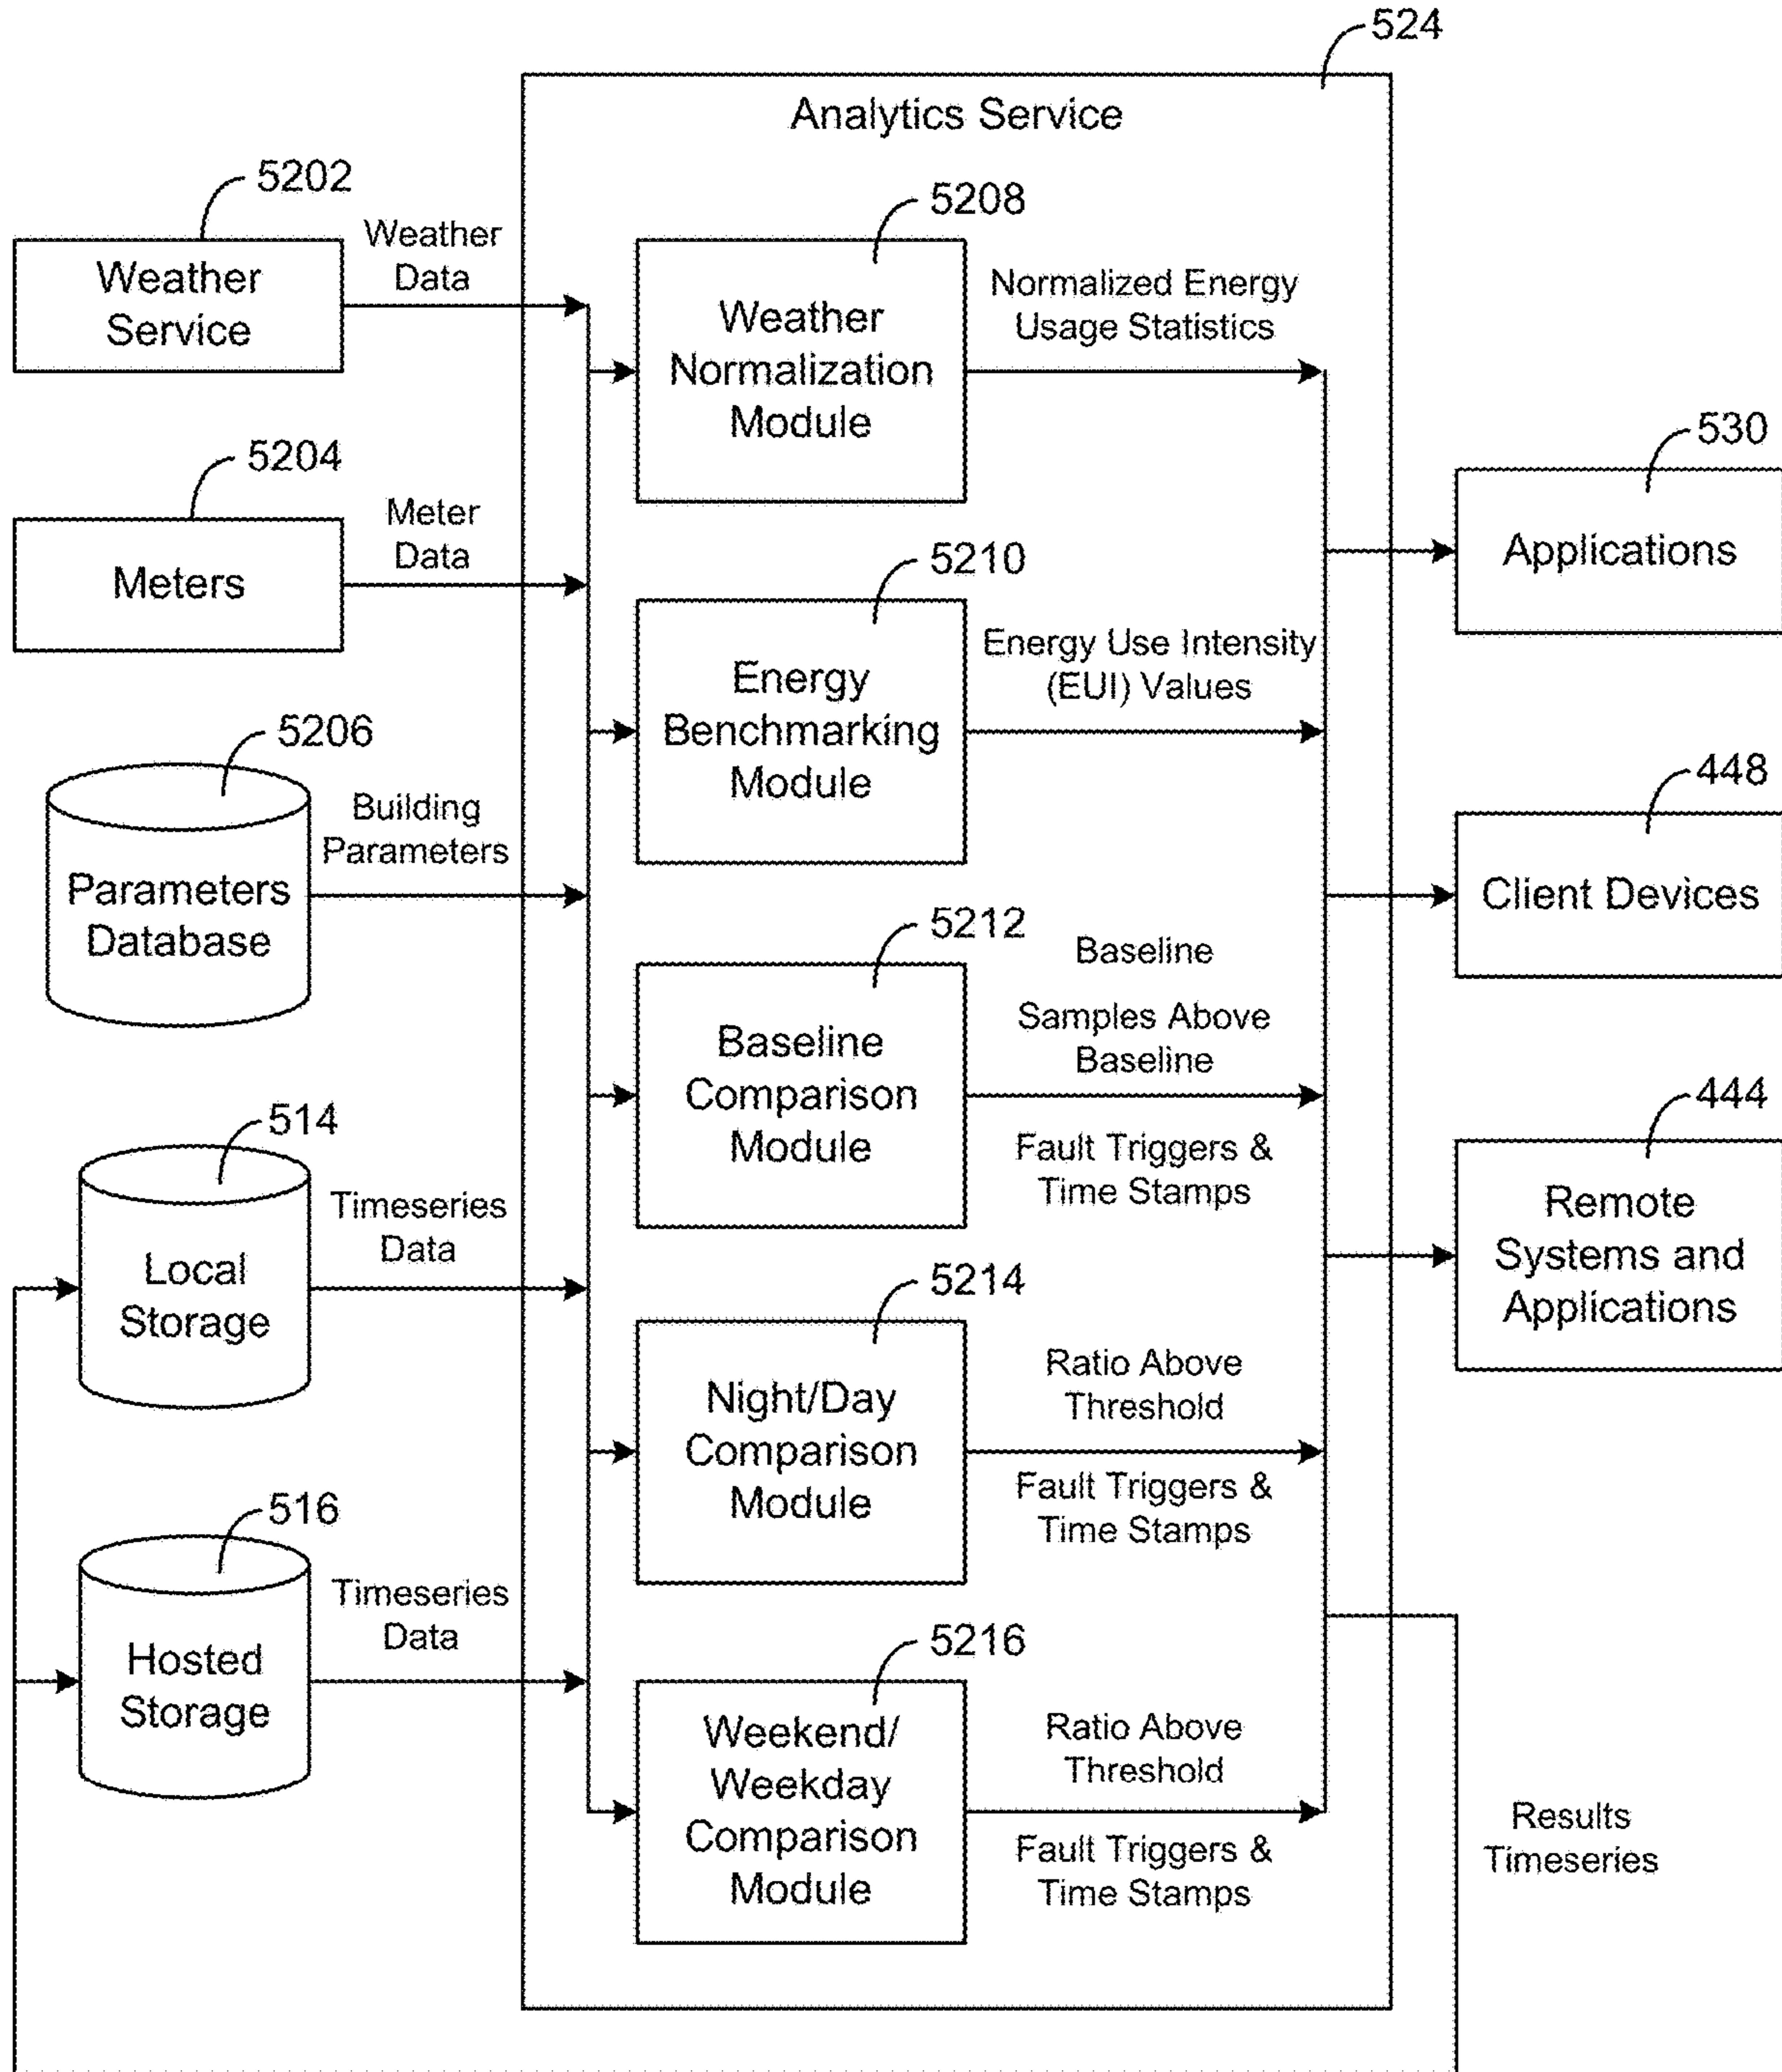 524
Analytics Service
5202
Weather
Service
Weather
Data
5204
Meters
Meter
Data
5206
Parameters
Database
Building
Parameters
514
Local
Storage
Timeseries
Data
516
Hosted
Storage
Timeseries
Data
5208
Weather
Normalization
Module
Normalized Energy
Usage Statistics
5210
Energy
Benchmarking
Module
Energy Use Intensity
(EUI) Values
5212
Baseline
Comparison
Module
Baseline
Samples Above
Baseline
Fault Triggers &
Time Stamps
5214
Night/Day
Comparison
Module
Ratio Above
Threshold
Fault Triggers &
Time Stamps
5216
Weekend/
Weekday
Comparison
Module
Ratio Above
Threshold
Fault Triggers &
Time Stamps
530
Applications
448
Client Devices
444
Remote
Systems and
Applications
Results
Timeseries